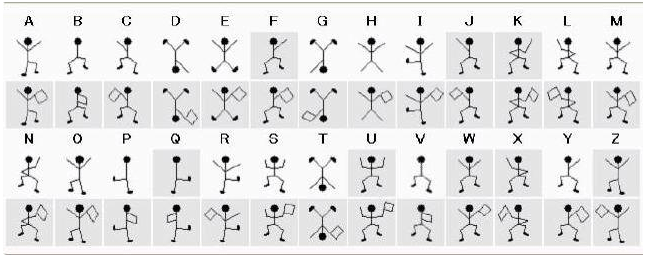 A B C D E F G H I J K L M
N O P Q R S T U V W X Y Z